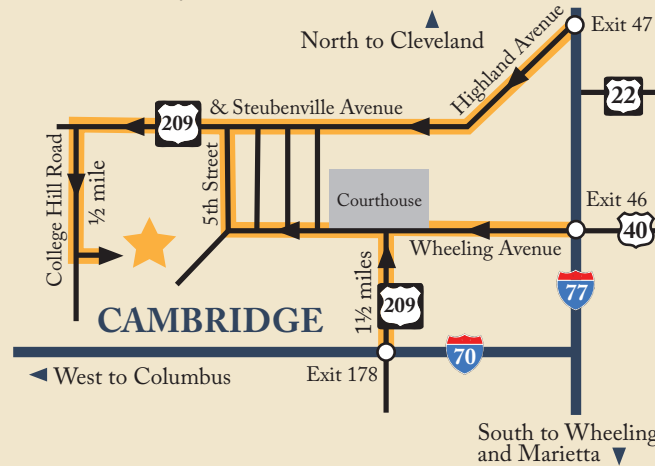 North to Cleveland
Highland Avenue
Exit 47
22
209
& Steubenville Avenue
College Hill Road
½ mile
5th Street
Courthouse
Exit 46
40
Wheeling Avenue
77
1½ miles
209
CAMBRIDGE
70
West to Columbus
Exit 178
South to Wheeling
and Marietta